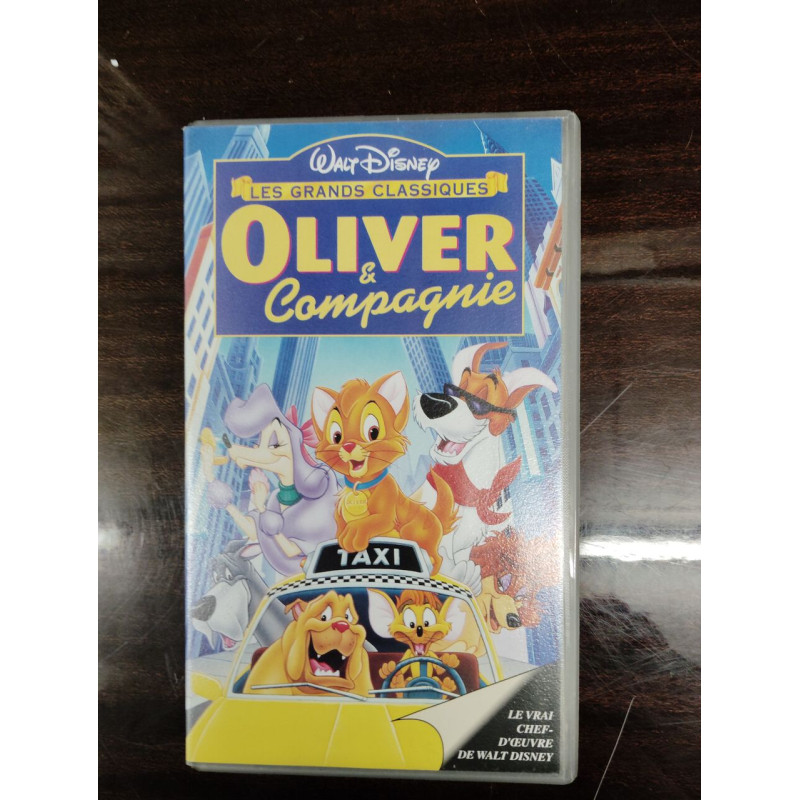 WALT DISNEY
LES GRANDS CLASSIQUES
OLIVER
&
Compagnie
TAXI
LE VRAI
CHEF-
D'ŒUVRE
DE WALT DISNEY